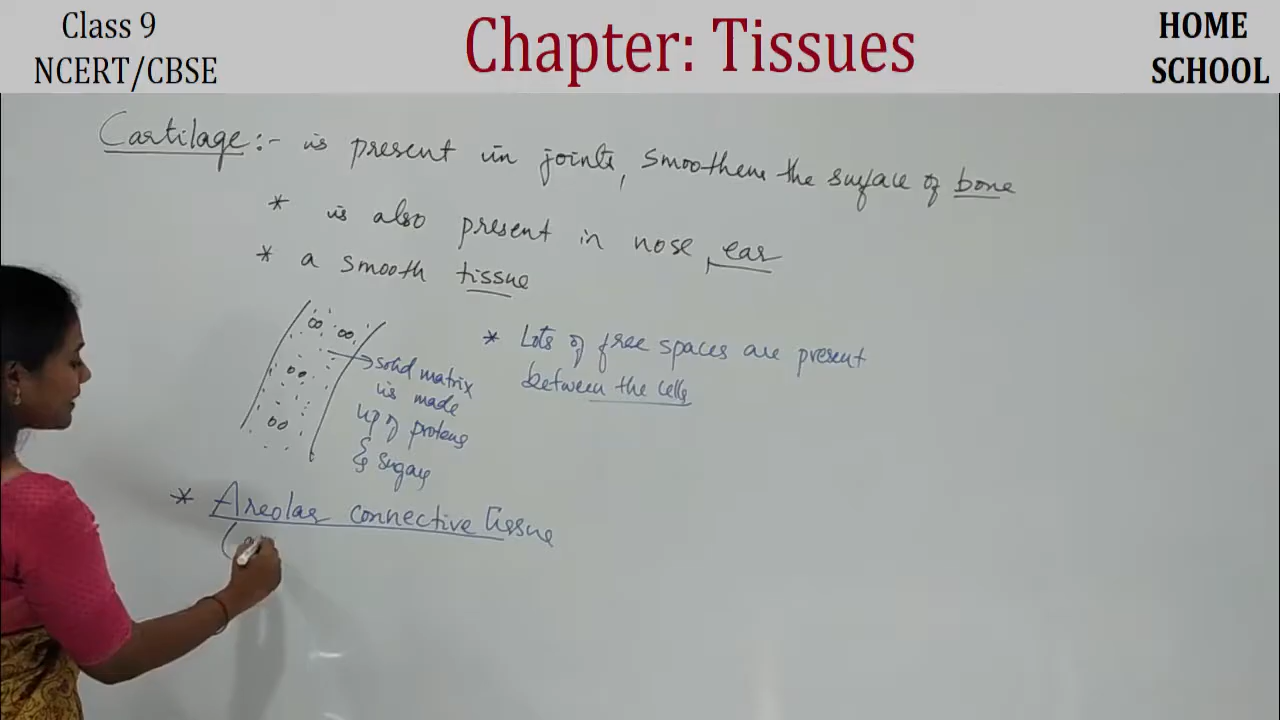 Class 9
NCERT/CBSE
Chapter: Tissues
HOME
SCHOOL
Cartilage:- is present in joints, smoothens the surface of bone
* is also present in nose, ear
* a smooth tissue
* Lots of free spaces are present
between the cells
solid matrix
is made
up of proteins
& sugars
* Areolar connective Tissue
(a